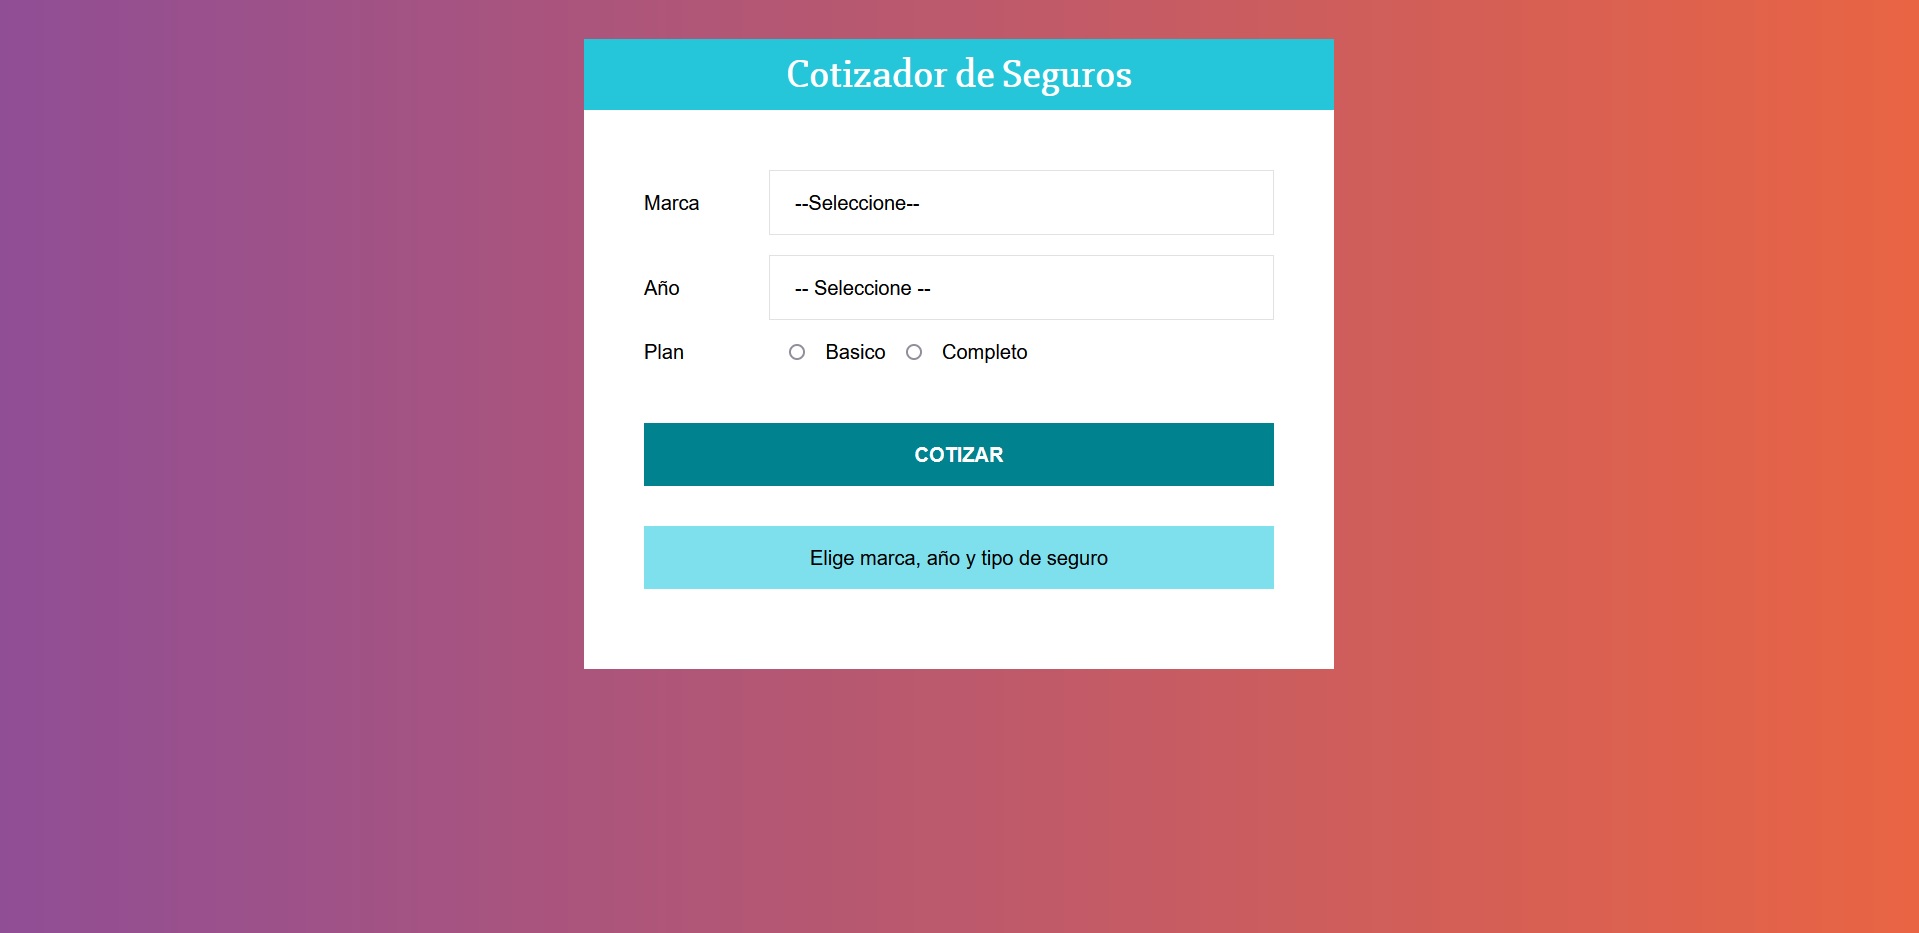 Cotizador de Seguros
Marca
--Seleccione--
Año
-- Seleccione --
Plan Basico Completo
COTIZAR
Elige marca, año y tipo de seguro